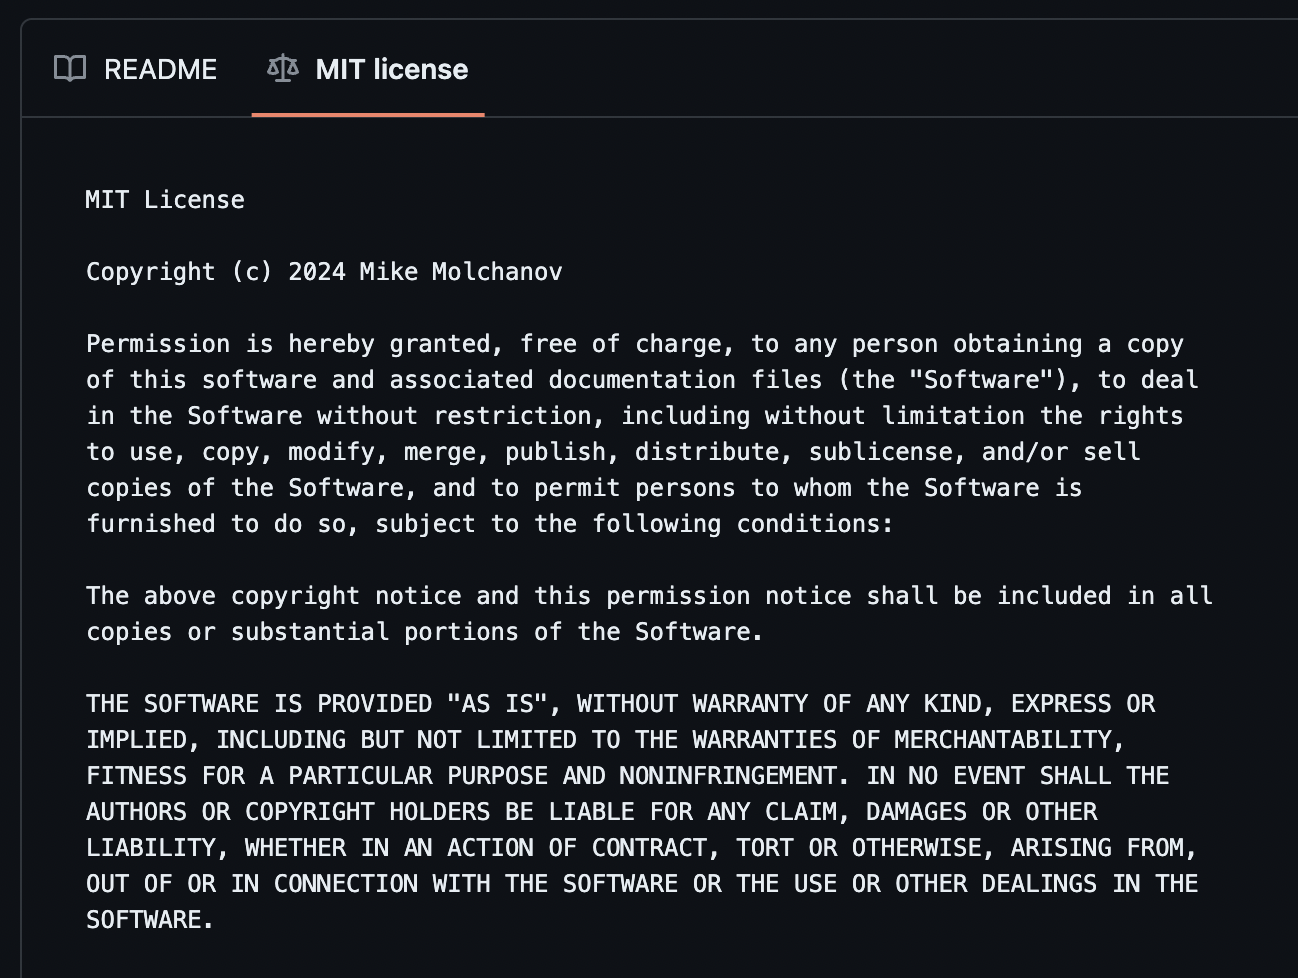 README
MIT license
MIT License
Copyright (c) 2024 Mike Molchanov
Permission is hereby granted, free of charge, to any person obtaining a copy
of this software and associated documentation files (the "Software"), to deal
in the Software without restriction, including without limitation the rights
to use, copy, modify, merge, publish, distribute, sublicense, and/or sell
copies of the Software, and to permit persons to whom the Software is
furnished to do so, subject to the following conditions:
The above copyright notice and this permission notice shall be included in all
copies or substantial portions of the Software.
THE SOFTWARE IS PROVIDED "AS IS", WITHOUT WARRANTY OF ANY KIND, EXPRESS OR
IMPLIED, INCLUDING BUT NOT LIMITED TO THE WARRANTIES OF MERCHANTABILITY,
FITNESS FOR A PARTICULAR PURPOSE AND NONINFRINGEMENT. IN NO EVENT SHALL THE
AUTHORS OR COPYRIGHT HOLDERS BE LIABLE FOR ANY CLAIM, DAMAGES OR OTHER
LIABILITY, WHETHER IN AN ACTION OF CONTRACT, TORT OR OTHERWISE, ARISING FROM,
OUT OF OR IN CONNECTION WITH THE SOFTWARE OR THE USE OR OTHER DEALINGS IN THE
SOFTWARE.